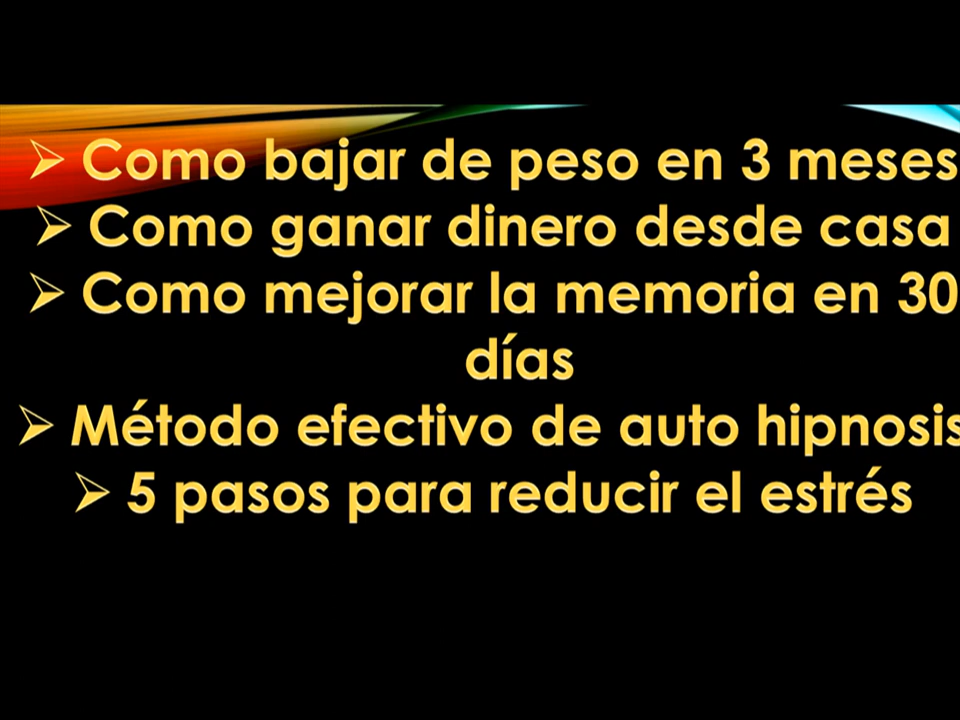 ➢ Como bajar de peso en 3 meses
➢ Como ganar dinero desde casa
➢ Como mejorar la memoria en 30
días
➢ Método efectivo de auto hipnosis
➢ 5 pasos para reducir el estrés